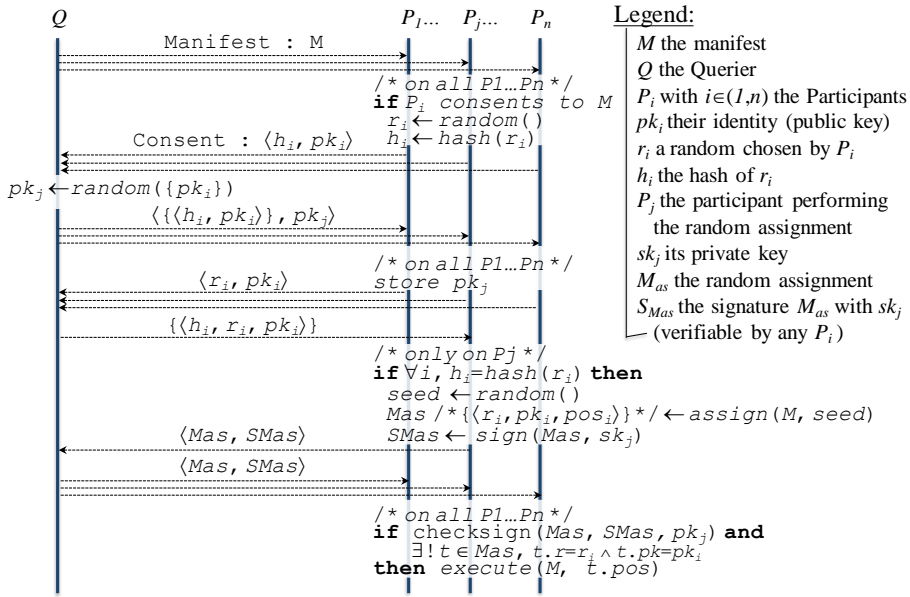 Q P1... Pj... Pn
Manifest : M
/* on all P1…Pn */
if Pi consents to M
ri ← random()
hi ← hash(ri)
Consent : ⟨hi, pki⟩
pkj ← random({pki})
⟨{⟨hi, pki⟩}, pkj⟩
/* on all P1…Pn */
store pkj
⟨ri, pki⟩
{⟨hi, ri, pki⟩}
/* only on Pj */
if ∀i, hi=hash(ri) then
seed ← random()
Mas /*{⟨ri, pki, posi⟩}*/ ← assign(M, seed)
SMas ← sign(Mas, skj)
⟨Mas, SMas⟩
⟨Mas, SMas⟩
/* on all P1…Pn */
if checksign(Mas, SMas, pkj) and
∃! t ∈ Mas, t.r=ri ∧ t.pk=pki
then execute(M, t.pos)
Legend:
M the manifest
Q the Querier
Pi with i∈(1,n) the Participants
pki their identity (public key)
ri a random chosen by Pi
hi the hash of ri
Pj the participant performing
the random assignment
skj its private key
Mas the random assignment
SMas the signature Mas with skj
(verifiable by any Pi)